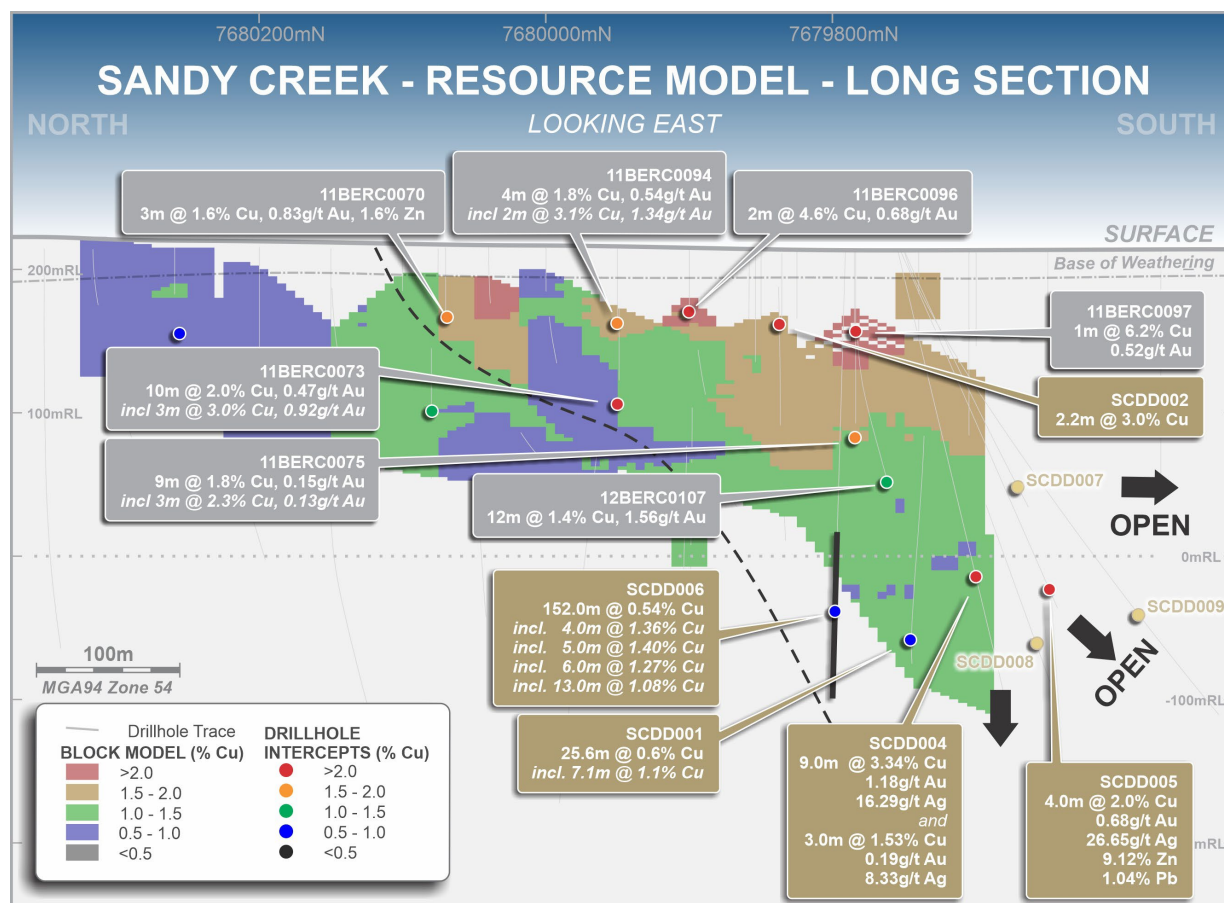 7680200mN
7680000mN
7679800mN
SANDY CREEK - RESOURCE MODEL - LONG SECTION
NORTH
LOOKING EAST
SOUTH
11BERC0070
3m @ 1.6% Cu, 0.83g/t Au, 1.6% Zn
11BERC0094
4m @ 1.8% Cu, 0.54g/t Au
incl 2m @ 3.1% Cu, 1.34g/t Au
11BERC0096
2m @ 4.6% Cu, 0.68g/t Au
SURFACE
Base of Weathering
200mRL
11BERC0097
1m @ 6.2% Cu
0.52g/t Au
11BERC0073
10m @ 2.0% Cu, 0.47g/t Au
incl 3m @ 3.0% Cu, 0.92g/t Au
SCDD002
2.2m @ 3.0% Cu
100mRL
11BERC0075
9m @ 1.8% Cu, 0.15g/t Au
incl 3m @ 2.3% Cu, 0.13g/t Au
12BERC0107
12m @ 1.4% Cu, 1.56g/t Au
SCDD007
OPEN
0mRL
SCDD006
152.0m @ 0.54% Cu
incl. 4.0m @ 1.36% Cu
incl. 5.0m @ 1.40% Cu
incl. 6.0m @ 1.27% Cu
incl. 13.0m @ 1.08% Cu
SCDD009
SCDD008
OPEN
100m
MGA94 Zone 54
-100mRL
SCDD001
25.6m @ 0.6% Cu
incl. 7.1m @ 1.1% Cu
SCDD004
9.0m @ 3.34% Cu
1.18g/t Au
16.29g/t Ag
and
3.0m @ 1.53% Cu
0.19g/t Au
8.33g/t Ag
SCDD005
4.0m @ 2.0% Cu
0.68g/t Au
26.65g/t Ag
9.12% Zn
1.04% Pb
mRL
Drillhole Trace
BLOCK MODEL (% Cu)
>2.0
1.5 - 2.0
1.0 - 1.5
0.5 - 1.0
<0.5
DRILLHOLE
INTERCEPTS (% Cu)
>2.0
1.5 - 2.0
1.0 - 1.5
0.5 - 1.0
<0.5